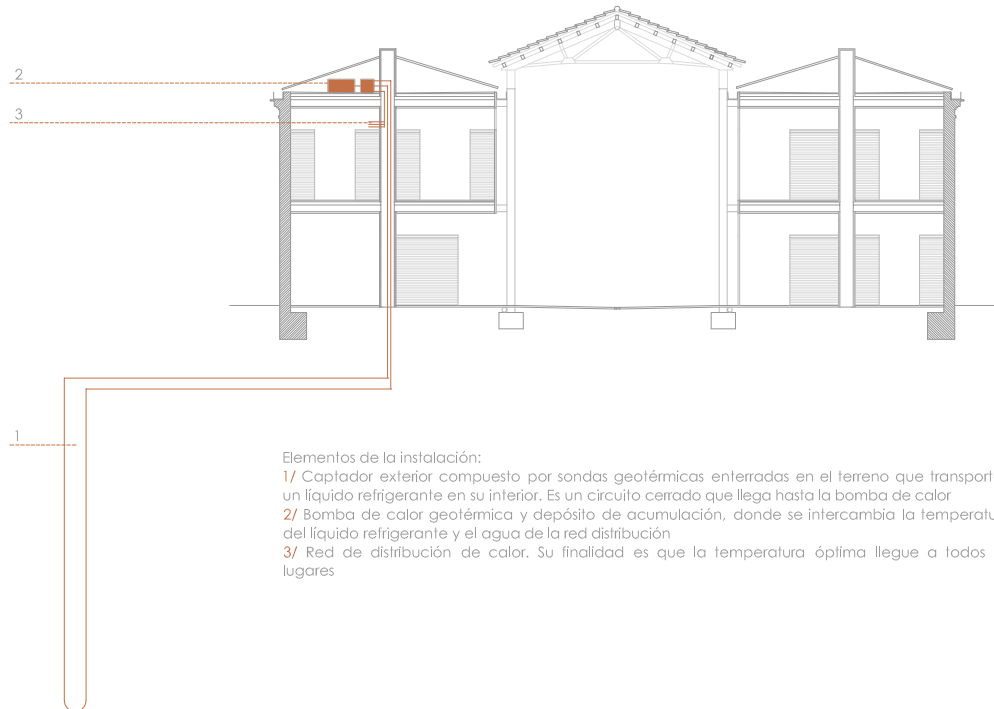 2
3
1
Elementos de la instalación:
1/ Captador exterior compuesto por sondas geotérmicas enterradas en el terreno que transport
un líquido refrigerante en su interior. Es un circuito cerrado que llega hasta la bomba de calor
2/ Bomba de calor geotérmica y depósito de acumulación, donde se intercambia la temperatu
del líquido refrigerante y el agua de la red distribución
3/ Red de distribución de calor. Su finalidad es que la temperatura óptima llegue a todos
lugares